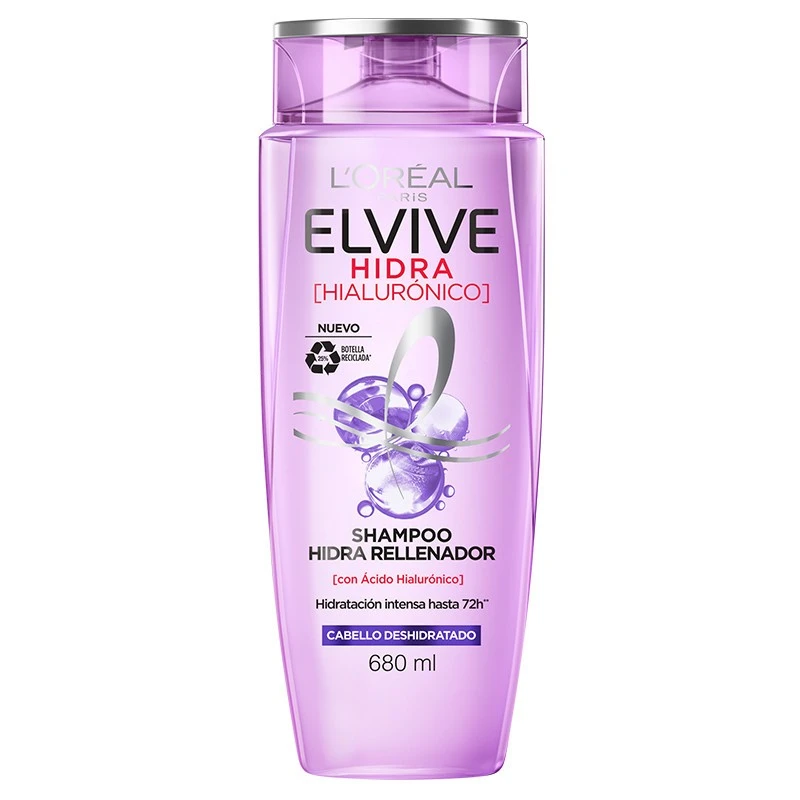 L'ORÉAL
PARIS
ELVIVE
HIDRA
[HIALURÓNICO]
NUEVO
25%
BOTELLA
RECICLADA*
SHAMPOO
HIDRA RELLENADOR
[con Ácido Hialurónico]
Hidratación intensa hasta 72h**
CABELLO DESHIDRATADO
680 ml